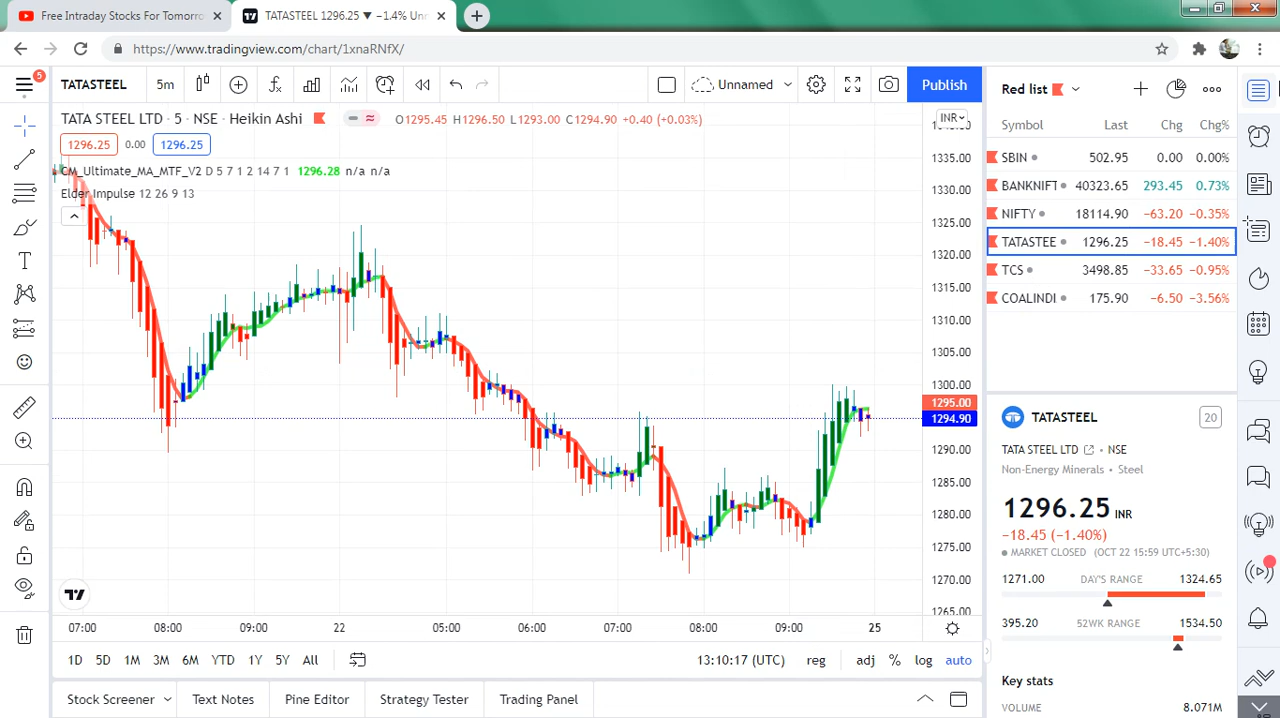 Free Intraday Stocks For Tomorro
TATASTEEL 1296.25 ▼ −1.4% Unr
https://www.tradingview.com/chart/1xnaRNfX/
5
TATASTEEL
5m
Unnamed
Publish
TATA STEEL LTD · 5 · NSE · Heikin Ashi
O1295.45 H1296.50 L1293.00 C1294.90 +0.40 (+0.03%)
1296.25 0.00 1296.25
CM_Ultimate_MA_MTF_V2 D 5 7 1 2 14 7 1 1296.28 n/a n/a
Elder Impulse 12 26 9 13
INR
1335.00
1330.00
1325.00
1320.00
1315.00
1310.00
1305.00
1300.00
1295.00
1294.90
1290.00
1285.00
1280.00
1275.00
1270.00
1265.00
07:00 08:00 09:00 22 05:00 06:00 07:00 08:00 09:00 25
1D 5D 1M 3M 6M YTD 1Y All
13:10:17 (UTC) reg adj % log auto
Stock Screener Text Notes Pine Editor Strategy Tester Trading Panel
Red list
Symbol Last Chg Chg%
SBIN 502.95 0.00 0.00%
BANKNIFT 40323.65 293.45 0.73%
NIFTY 18114.90 −63.20 −0.35%
TATASTEE 1296.25 −18.45 −1.40%
TCS 3498.85 −33.65 −0.95%
COALINDI 175.90 −6.50 −3.56%
TATASTEEL
20
TATA STEEL LTD · NSE
Non-Energy Minerals • Steel
1296.25 INR
−18.45 (−1.40%)
MARKET CLOSED (OCT 22 15:59 UTC+5:30)
1271.00 DAY'S RANGE 1324.65
395.20 52WK RANGE 1534.50
Key stats
VOLUME 8.071M